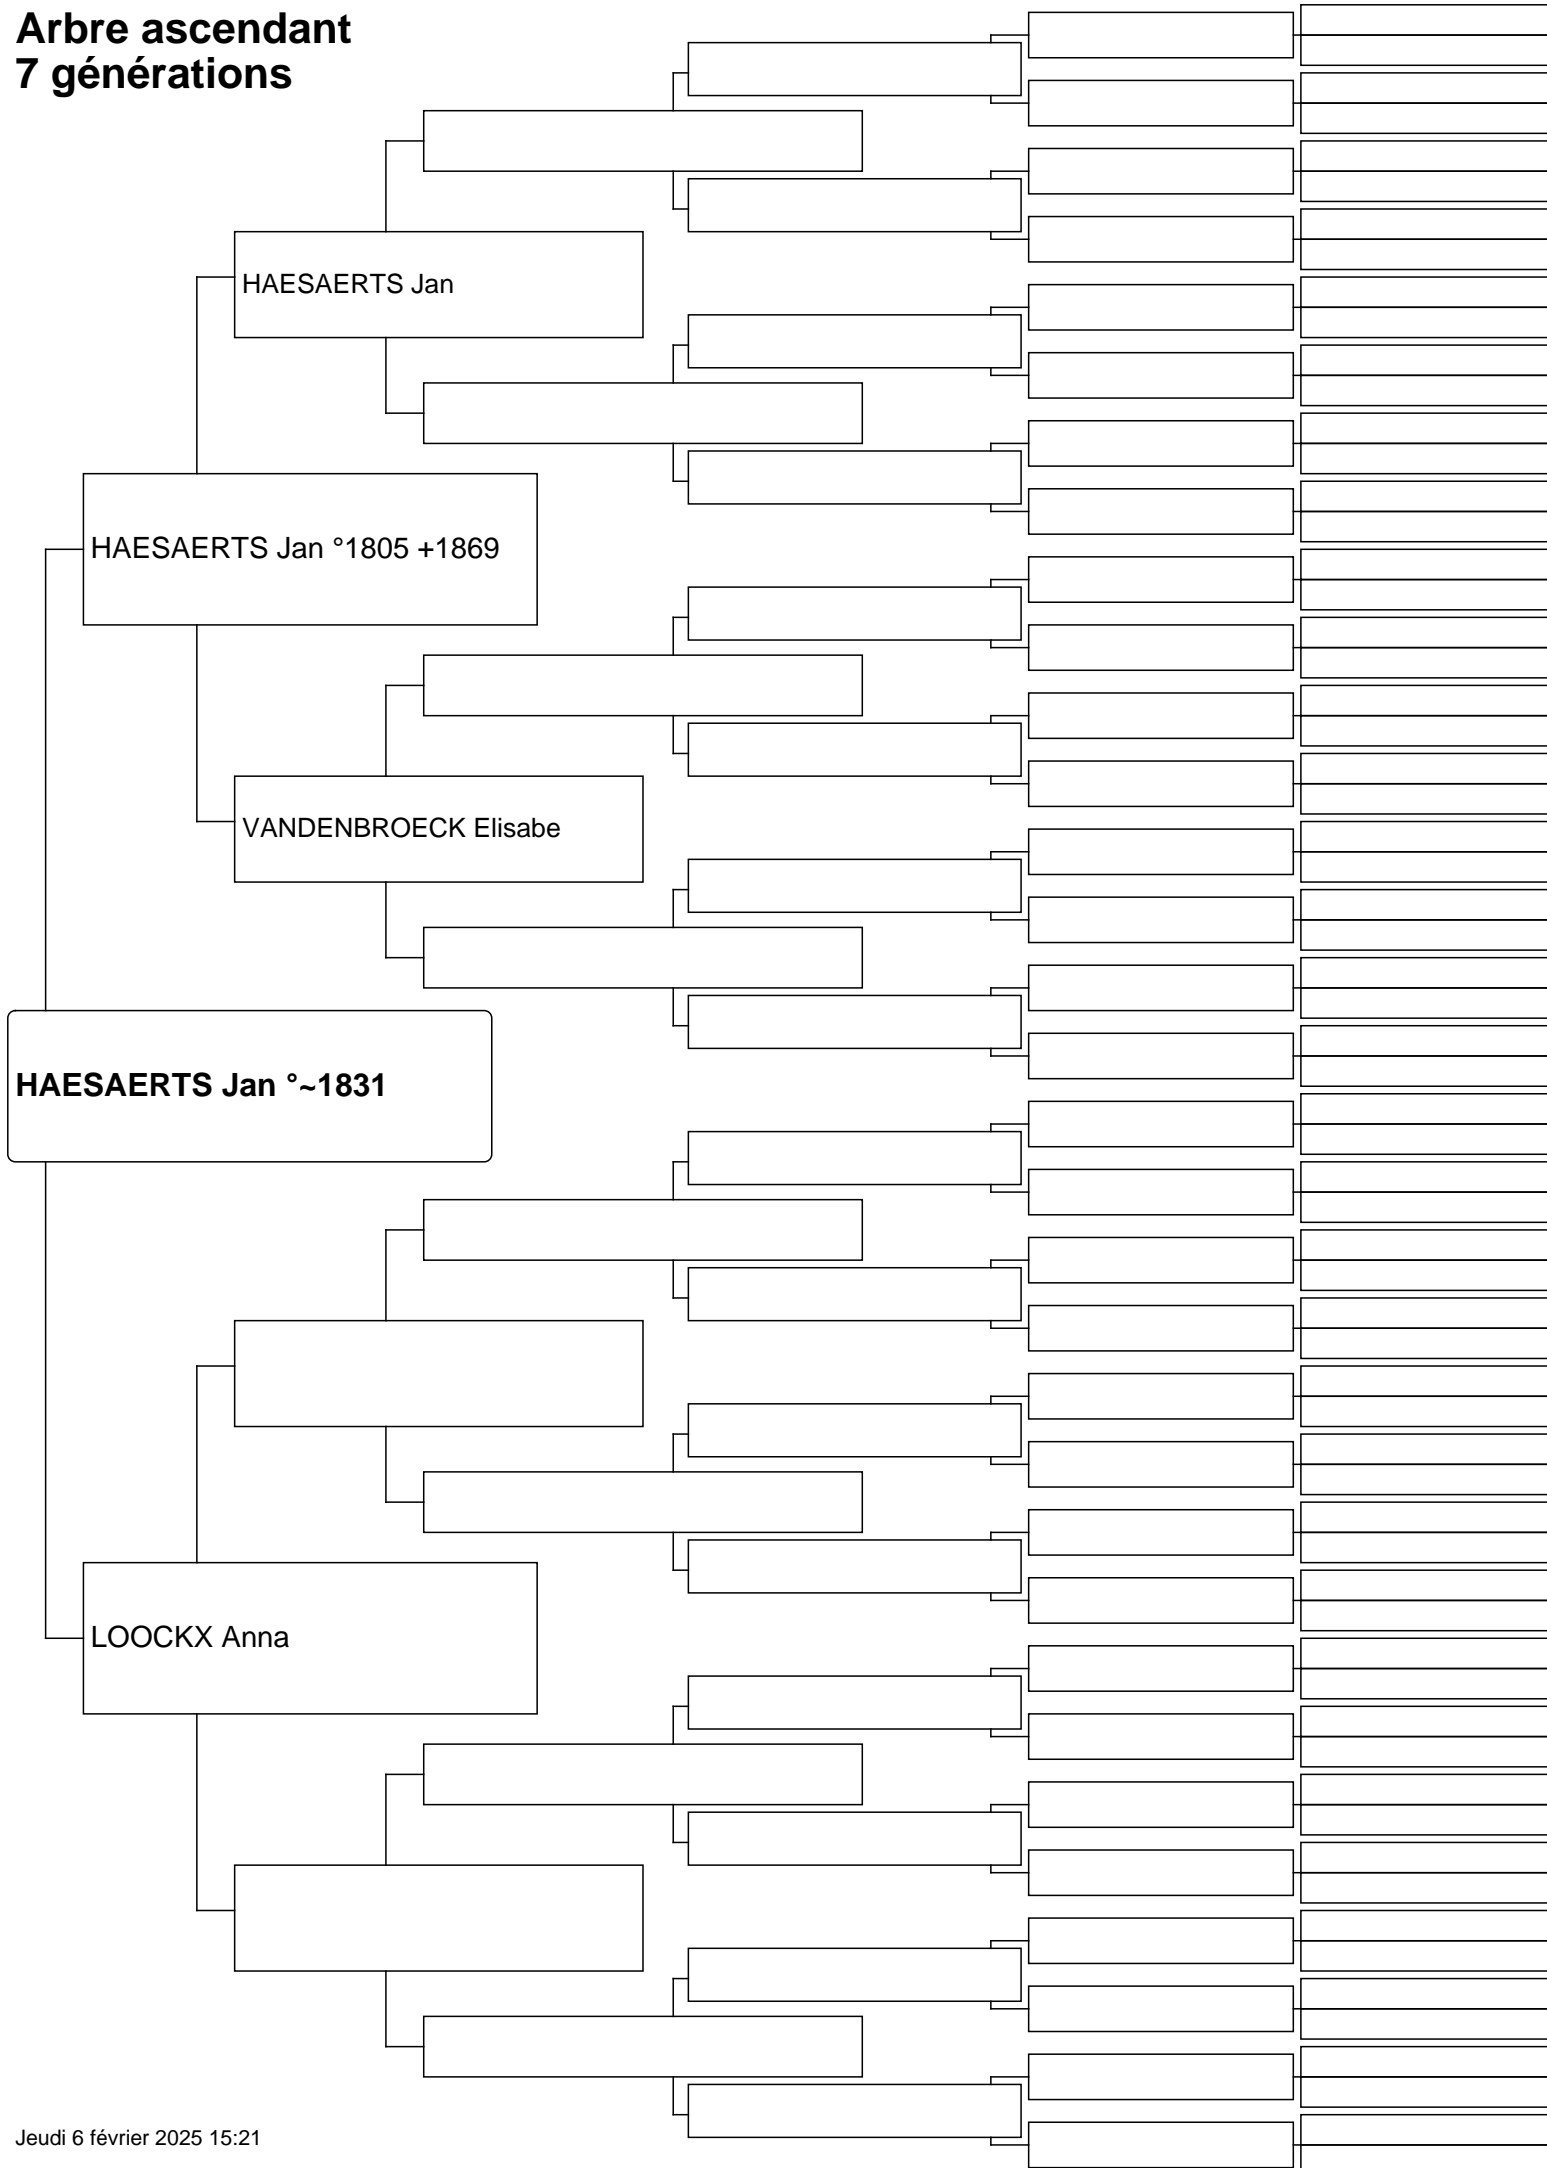 Arbre ascendant
7 générations
HAESAERTS Jan
HAESAERTS Jan °1805 +1869
VANDENBROECK Elisabe
HAESAERTS Jan °~1831
LOOCKX Anna
Jeudi 6 février 2025 15:21